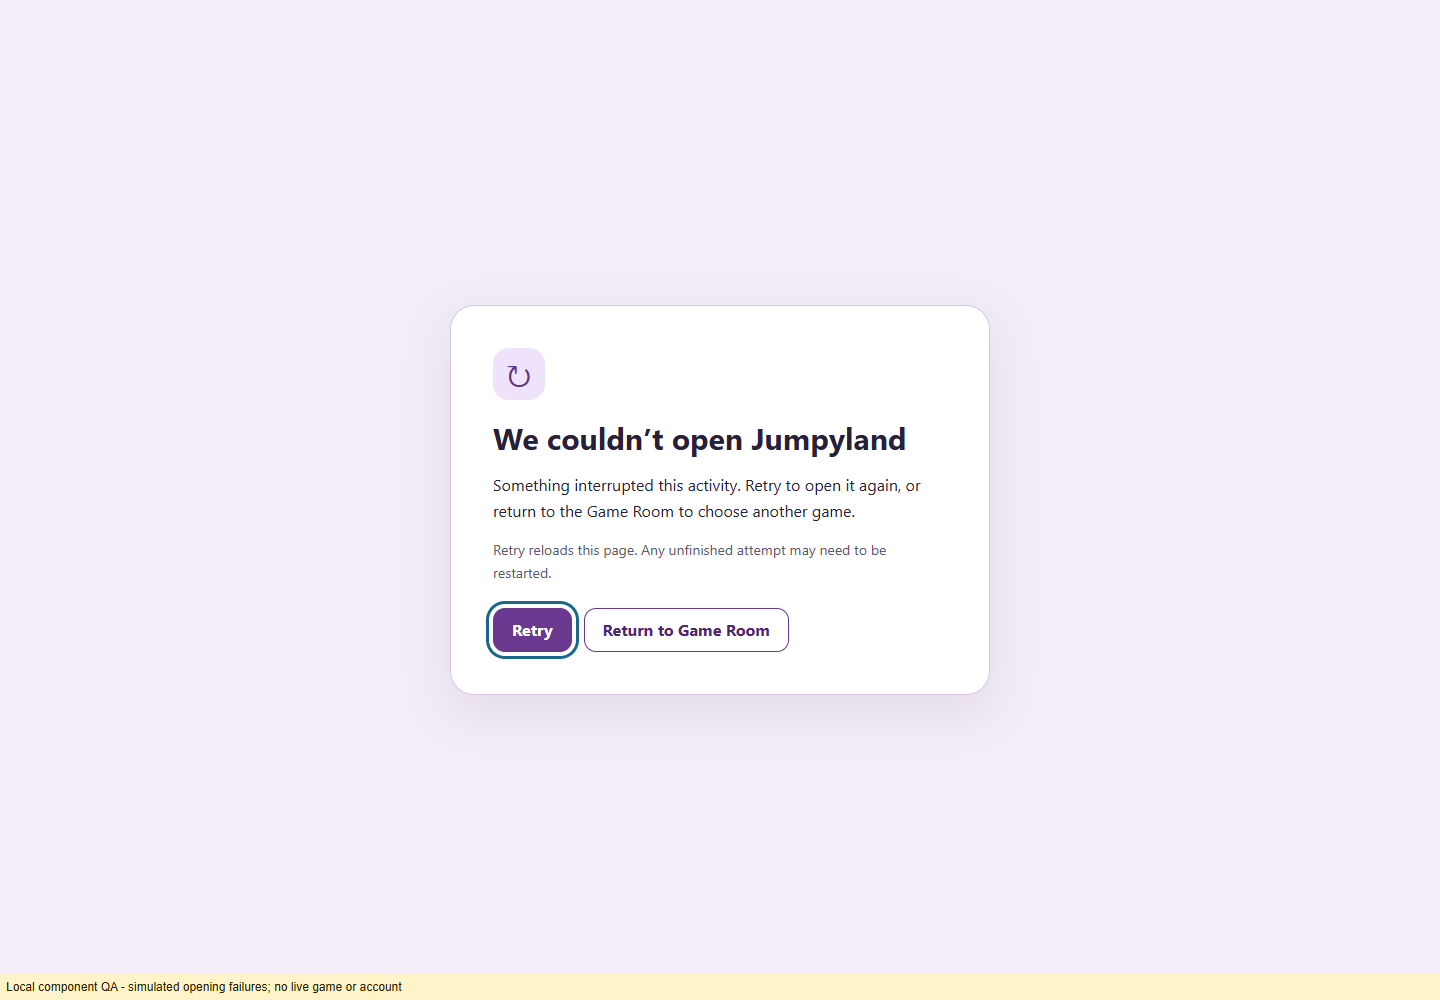 We couldn’t open Jumpyland
Something interrupted this activity. Retry to open it again, or
return to the Game Room to choose another game.
Retry reloads this page. Any unfinished attempt may need to be
restarted.
Retry
Return to Game Room
Local component QA - simulated opening failures; no live game or account